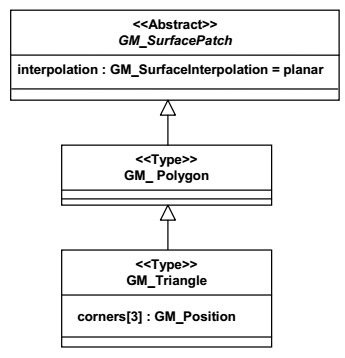 <<Abstract>>
GM_SurfacePatch
interpolation : GM_SurfaceInterpolation = planar
<<Type>>
GM_ Polygon
<<Type>>
GM_Triangle
corners[3] : GM_Position